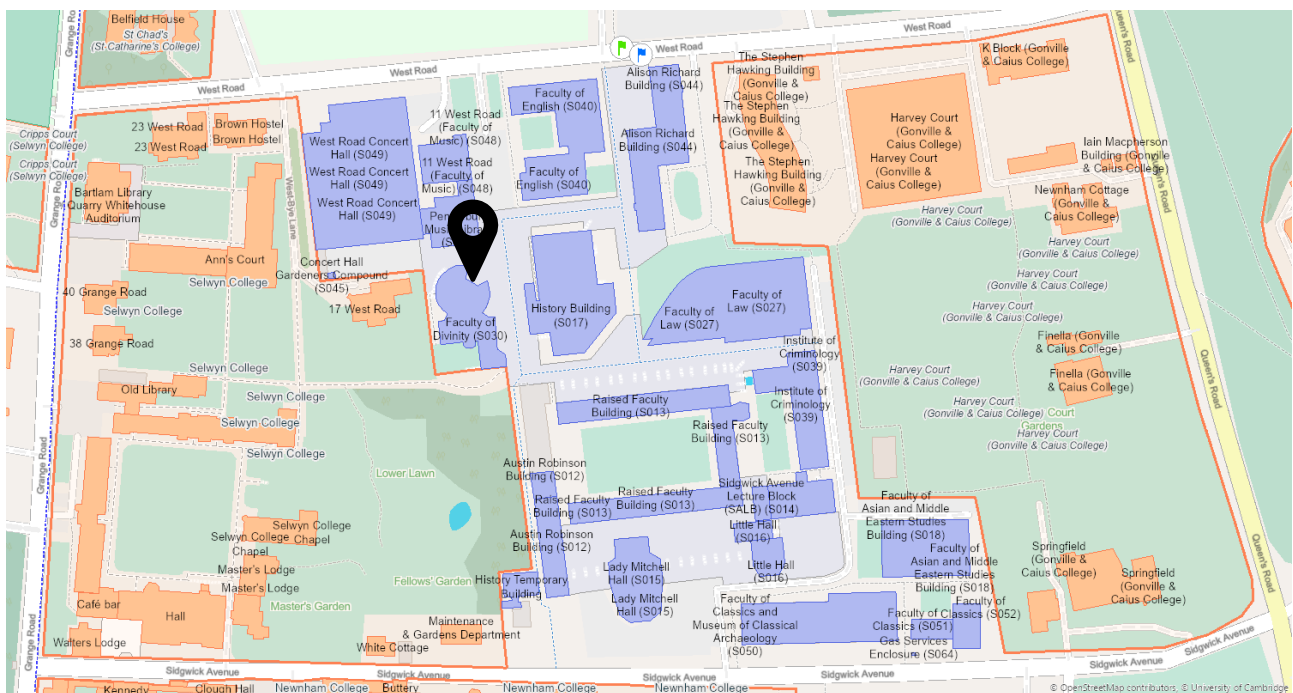 Belfield House
St Chad's
(St Catharine's College)
Grange Road
West Road
West Road
West Road
Queen's Road
K Block (Gonville
& Caius College)
The Stephen
Hawking Building
(Gonville &
Caius College)
The Stephen
Hawking Building
(Gonville &
Caius College)
The Stephen
Hawking Building
(Gonville &
Caius College)
Alison Richard
Building (S044)
Alison Richard
Building (S044)
Faculty of
English (S040)
Faculty of
English (S040)
11 West Road
(Faculty of
Music) (S048)
11 West Road
(Faculty of
Music) (S048)
Harvey Court
(Gonville &
Caius College)
Harvey Court
(Gonville &
Caius College)
Iain Macpherson
Building (Gonville
& Caius College)
Newnham Cottage
(Gonville &
Caius College)
Cripps Court
(Selwyn College)
Cripps Court
(Selwyn College)
Grange Road
23 West Road
23 West Road
Brown Hostel
Brown Hostel
West-Bye Lane
West Road Concert
Hall (S049)
West Road Concert
Hall (S049)
West Road Concert
Hall (S049)
Bartlam Library
Quarry Whitehouse
Auditorium
Ann's Court
Selwyn College
Concert Hall
Gardeners Compound
(S045)
17 West Road
40 Grange Road
Selwyn College
38 Grange Road
Selwyn College
Old Library
Selwyn College
Selwyn College
Selwyn College
Faculty of
Divinity (S030)
History Building
(S017)
Faculty of
Law (S027)
Faculty of
Law (S027)
Institute of
Criminology
(S039)
Institute of
Criminology
(S039)
Harvey Court
(Gonville & Caius College)
Harvey Court
(Gonville & Caius College)
Harvey Court
(Gonville & Caius College)
Harvey Court
(Gonville & Caius College)
Harvey Court
(Gonville & Caius College)
Harvey Court
(Gonville & Caius College)
Harvey Court
(Gonville & Caius College)
Finella (Gonville
& Caius College)
Finella (Gonville
& Caius College)
Court
Gardens
Queen's Road
Queen's Road
Queen's Road
Raised Faculty
Building (S013)
Raised Faculty
Building (S013)
Raised Faculty
Building (S013)
Raised Faculty
Building (S013)
Austin Robinson
Building (S012)
Austin Robinson
Building (S012)
Sidgwick Avenue
Lecture Block
(SALB) (S014)
Little Hall
(S016)
Little Hall
(S016)
Lady Mitchell
Hall (S015)
Lady Mitchell
Hall (S015)
Faculty of
Asian and Middle
Eastern Studies
Building (S018)
Faculty of
Asian and Middle
Eastern Studies
Building (S018)
Faculty of
Classics and
Museum of Classical
Archaeology
(S050)
Faculty of
Classics (S052)
Faculty of Classics
(S051)
Gas Services
Enclosure (S064)
Springfield
(Gonville &
Caius College)
Springfield
(Gonville &
Caius College)
Grange Road
Grange Road
Lower Lawn
Selwyn College
Chapel
Selwyn College
Chapel
Master's Lodge
Master's Lodge
Master's Garden
Fellows' Garden
History Temporary
Building
Café bar
Hall
Walters Lodge
Maintenance
& Gardens Department
White Cottage
Sidgwick Avenue
Sidgwick Avenue
Sidgwick Avenue
Sidgwick Avenue
Kennedy
Clough Hall
Newnham College
Buttery
Newnham College
Newnham College
© OpenStreetMap contributors, © University of Cambridge